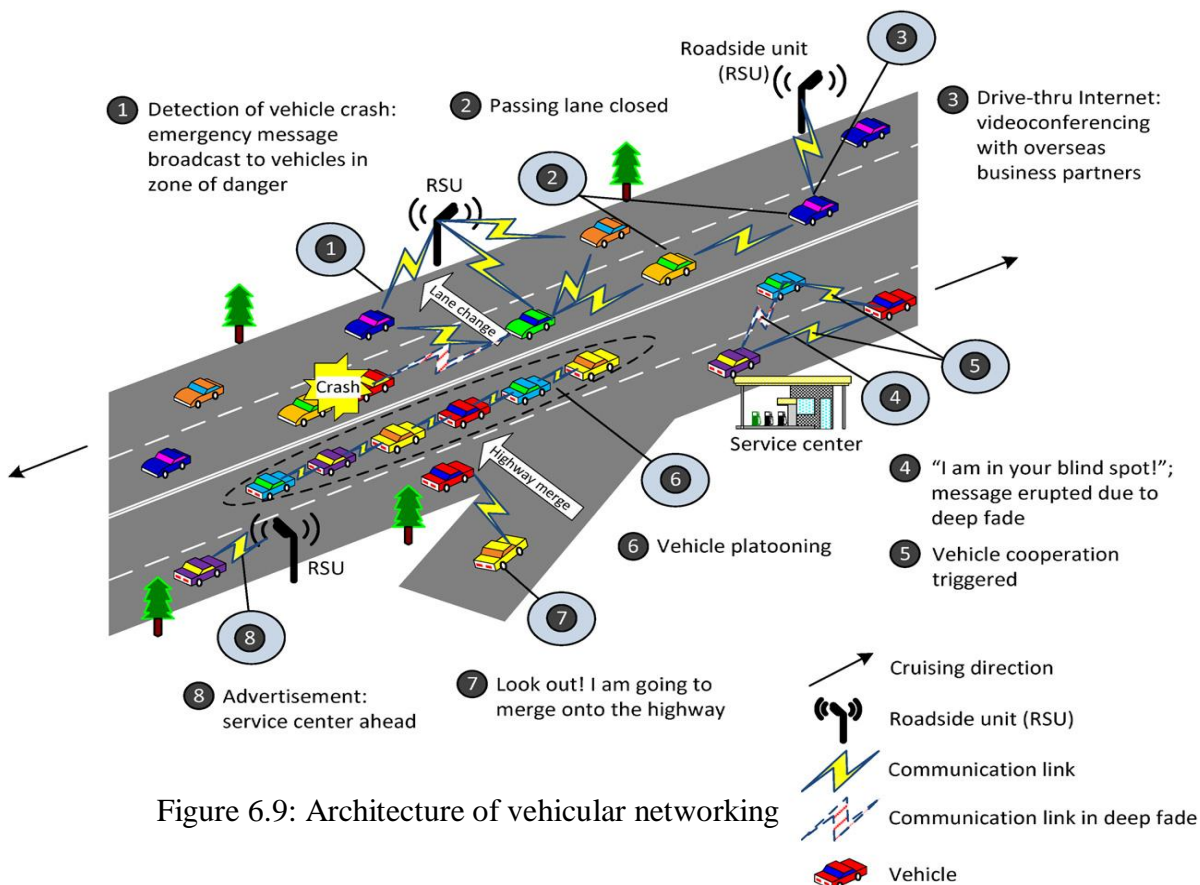 Roadside unit
(RSU)
3
1 Detection of vehicle crash:
emergency message
broadcast to vehicles in
zone of danger
2 Passing lane closed
3 Drive-thru Internet:
videoconferencing
with overseas
business partners
RSU
2
1
Lane change
Crash
5
4
Service center
Highway merge
6
4 “I am in your blind spot!”;
message erupted due to
deep fade
5 Vehicle cooperation
triggered
6 Vehicle platooning
RSU
7
8
8 Advertisement:
service center ahead
7 Look out! I am going to
merge onto the highway
Cruising direction
Roadside unit (RSU)
Communication link
Communication link in deep fade
Vehicle
Figure 6.9: Architecture of vehicular networking